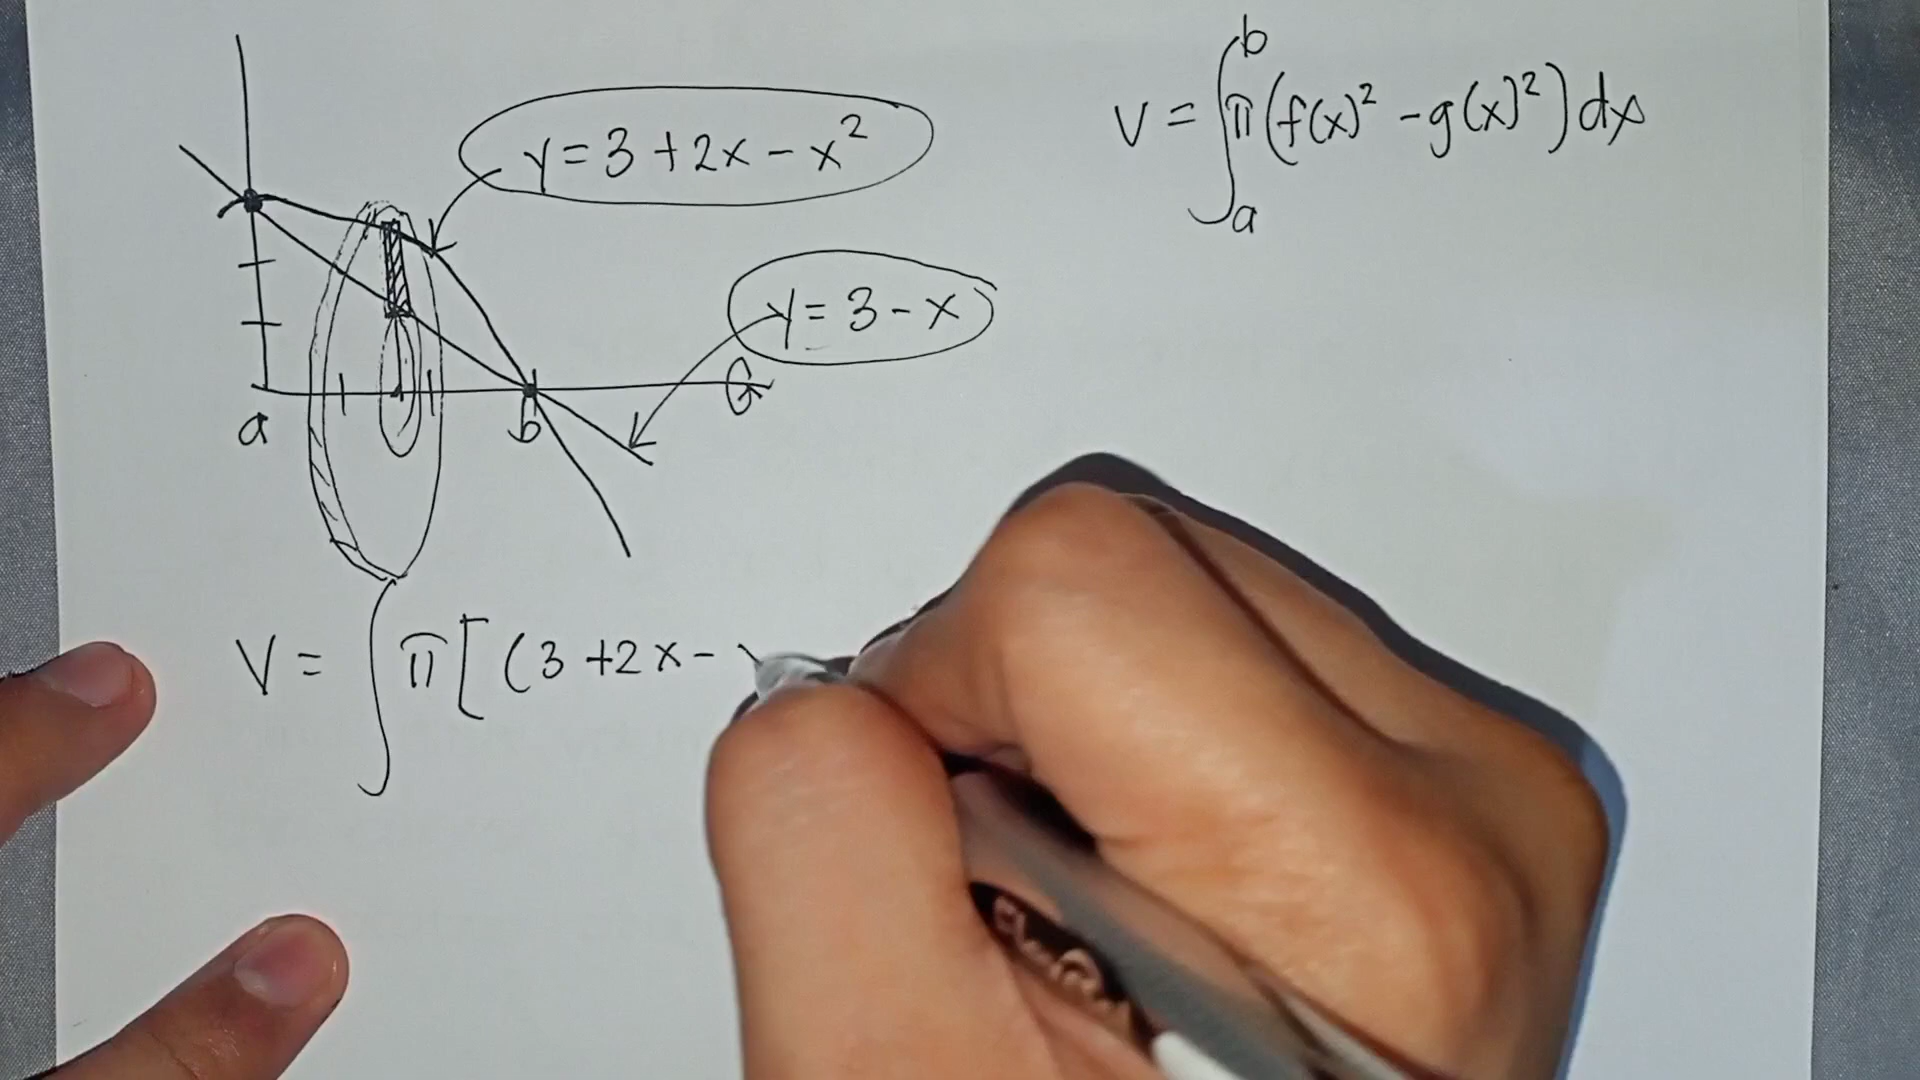 y = 3 + 2x - x²
V = ∫ₐᵇ π(f(x)² - g(x)²) dx
y = 3 - x
a
b
V = ∫ π[(3 + 2x -